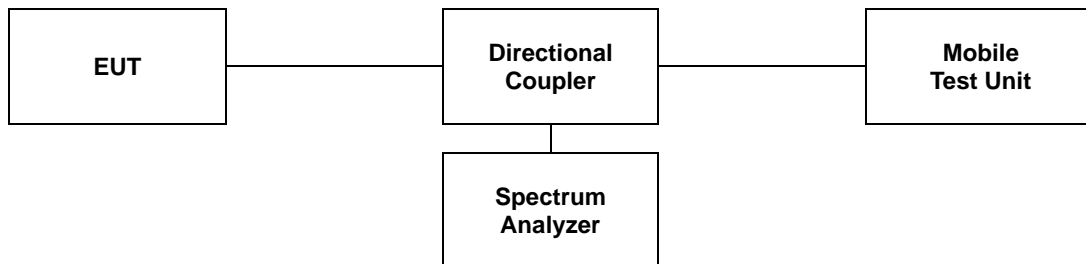 EUT
Directional
Coupler
Mobile
Test Unit
Spectrum
Analyzer